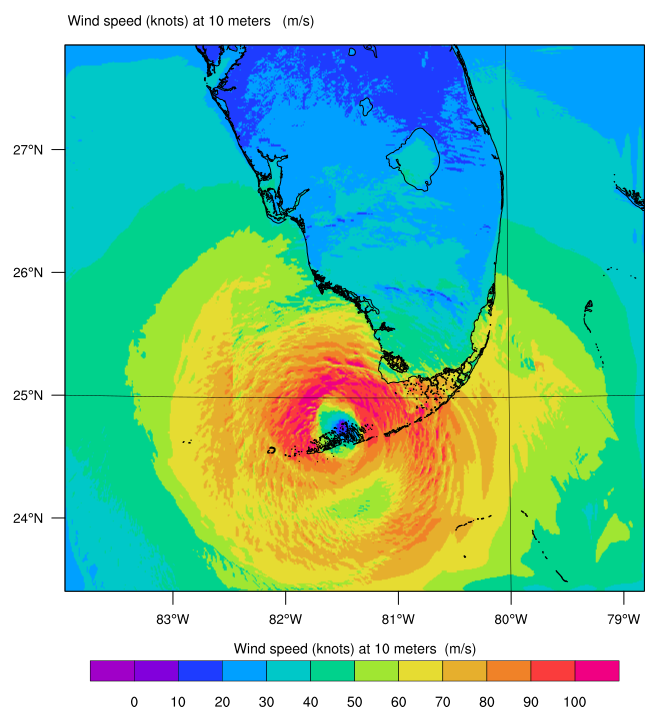 Wind speed (knots) at 10 meters (m/s)
27°N
26°N
25°N
24°N
83°W 82°W 81°W 80°W 79°W
Wind speed (knots) at 10 meters (m/s)
0 10 20 30 40 50 60 70 80 90 100